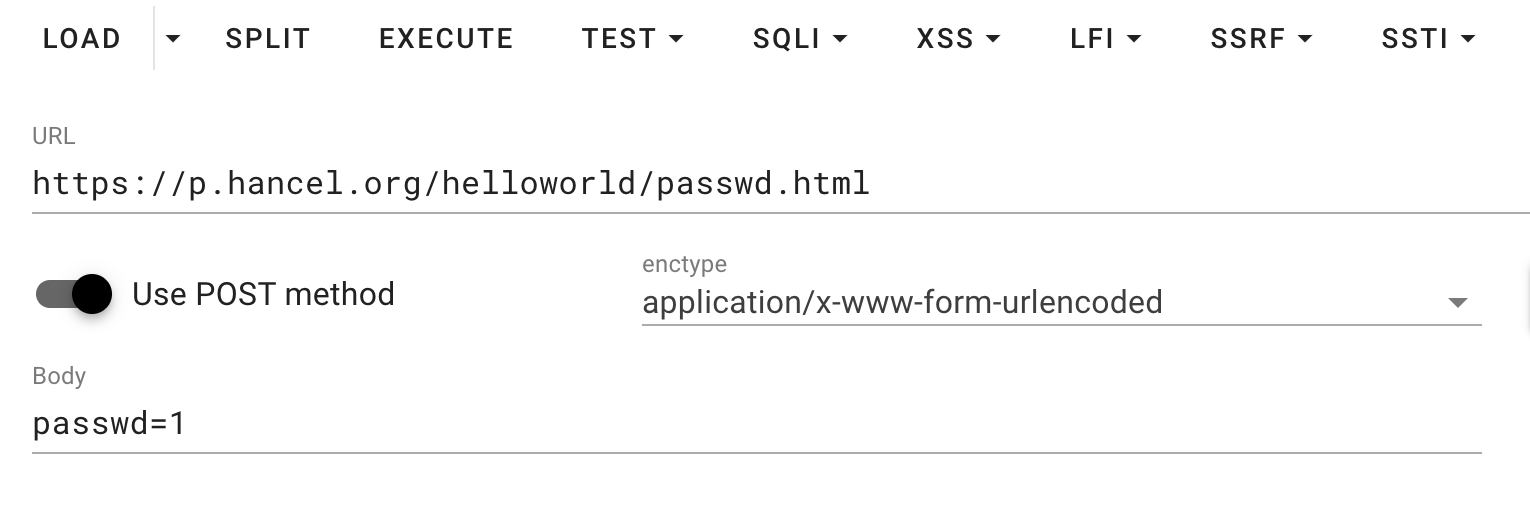 LOAD SPLIT EXECUTE TEST SQLI XSS LFI SSRF SSTI
URL
https://p.hancel.org/helloworld/passwd.html
Use POST method
enctype
application/x-www-form-urlencoded
Body
passwd=1